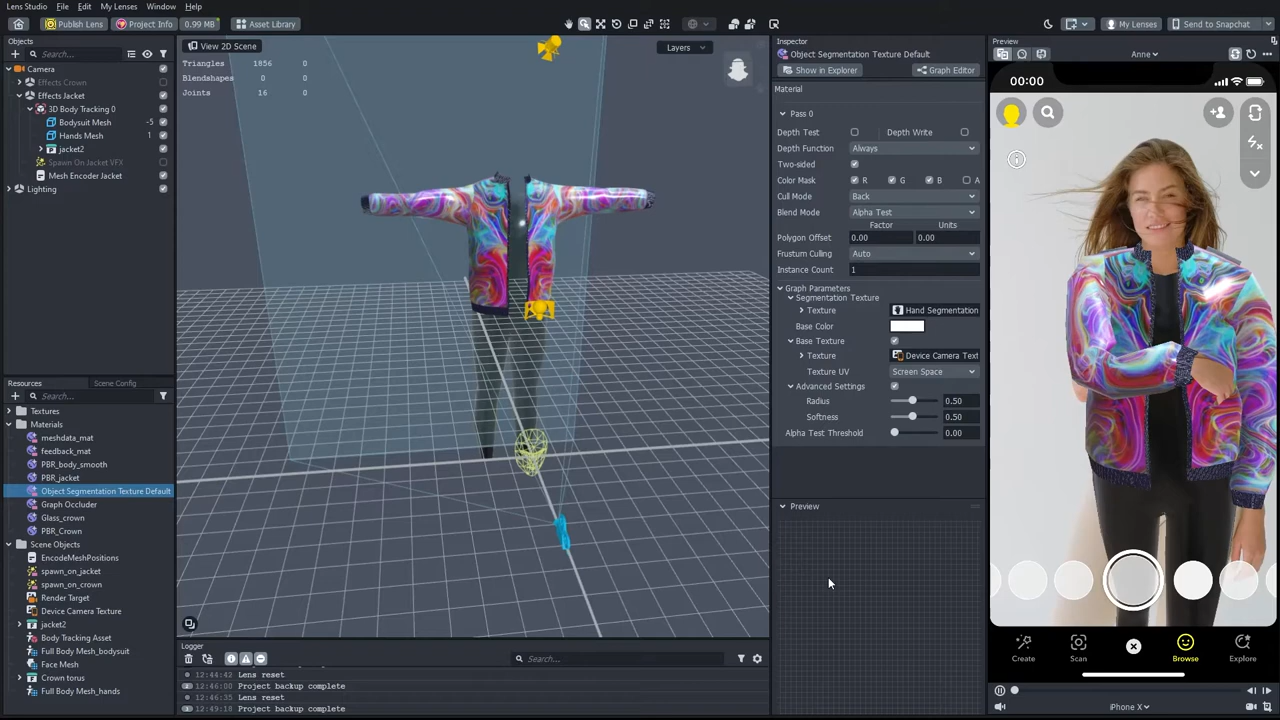 Lens Studio File Edit My Lenses Window Help
Publish Lens Project Info 0.99 MB Asset Library My Lenses Send to Snapchat
Objects
Search...
Camera
Effects Crown
Effects Jacket
3D Body Tracking 0
Bodysuit Mesh -5
Hands Mesh 1
jacket2
Spawn On Jacket VFX
Mesh Encoder Jacket
Lighting
Resources Scene Config
Search...
Textures
Materials
meshdata_mat
feedback_mat
PBR_body_smooth
PBR_jacket
Object Segmentation Texture Default
Graph Occluder
Glass_crown
PBR_Crown
Scene Objects
EncodeMeshPositions
spawn_on_jacket
spawn_on_crown
Render Target
Device Camera Texture
jacket2
Body Tracking Asset
Full Body Mesh_bodysuit
Face Mesh
Crown torus
Full Body Mesh_hands
View 2D Scene Layers
Triangles 1856 0
Blendshapes 0 0
Joints 16 0
Logger
Search...
12:44:42 Lens reset
12:46:00 Project backup complete
12:46:35 Lens reset
12:49:18 Project backup complete
Inspector
Object Segmentation Texture Default
Show in Explorer Graph Editor
Material
Pass 0
Depth Test Depth Write
Depth Function Always
Two-sided
Color Mask R G B A
Cull Mode Back
Blend Mode Alpha Test
Factor Units
Polygon Offset 0.00 0.00
Frustum Culling Auto
Instance Count 1
Graph Parameters
Segmentation Texture
Texture Hand Segmentation
Base Color
Base Texture
Texture Device Camera Text
Texture UV Screen Space
Advanced Settings
Radius 0.50
Softness 0.50
Alpha Test Threshold 0.00
Preview
Preview
Anne
00:00
Create Scan Browse Explore
iPhone X